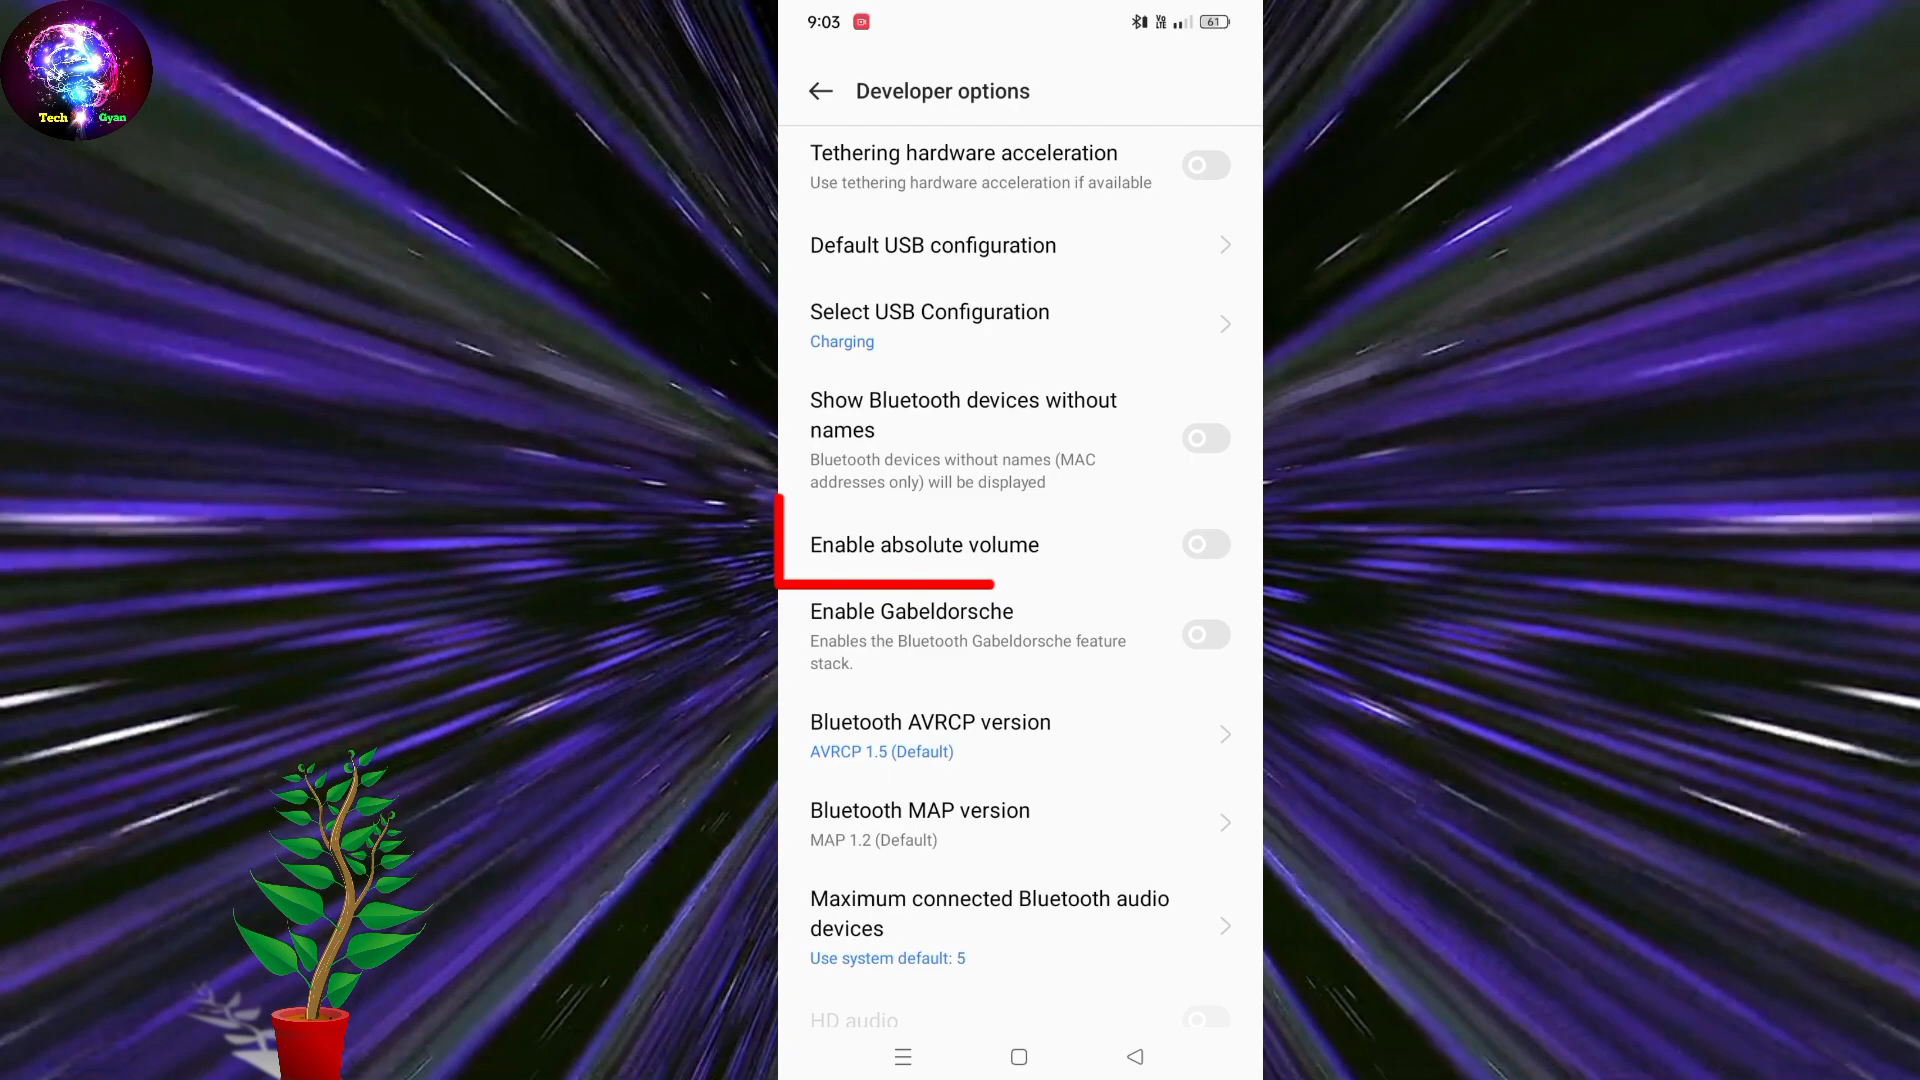 Tech Gyan
9:03
Vo
LTE
61
Developer options
Tethering hardware acceleration
Use tethering hardware acceleration if available
Default USB configuration
Select USB Configuration
Charging
Show Bluetooth devices without
names
Bluetooth devices without names (MAC
addresses only) will be displayed
Enable absolute volume
Enable Gabeldorsche
Enables the Bluetooth Gabeldorsche feature
stack.
Bluetooth AVRCP version
AVRCP 1.5 (Default)
Bluetooth MAP version
MAP 1.2 (Default)
Maximum connected Bluetooth audio
devices
Use system default: 5
HD audio